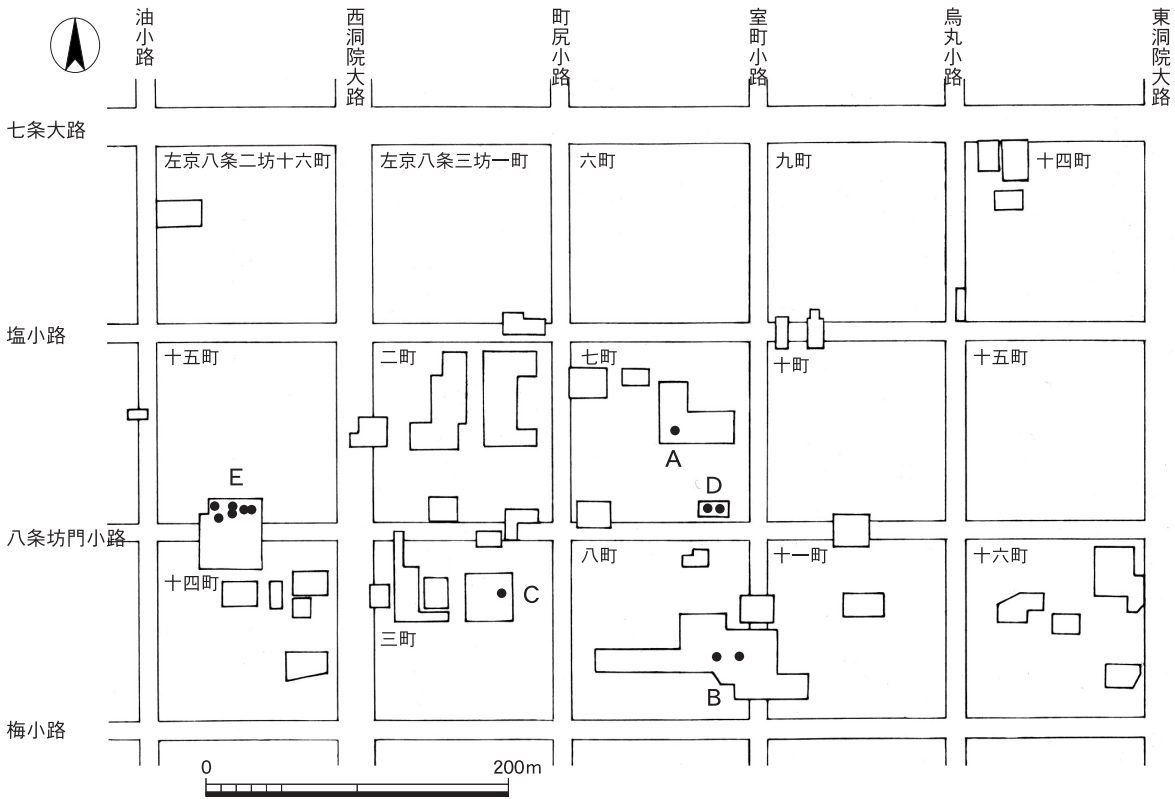 油小路
西洞院大路
町尻小路
室町小路
烏丸小路
東洞院大路
七条大路
左京八条二坊十六町
左京八条三坊一町
六町
九町
十四町
塩小路
十五町
二町
七町
十町
十五町
A
E
D
八条坊門小路
八町
十一町
十六町
十四町
C
三町
B
梅小路
0
200m